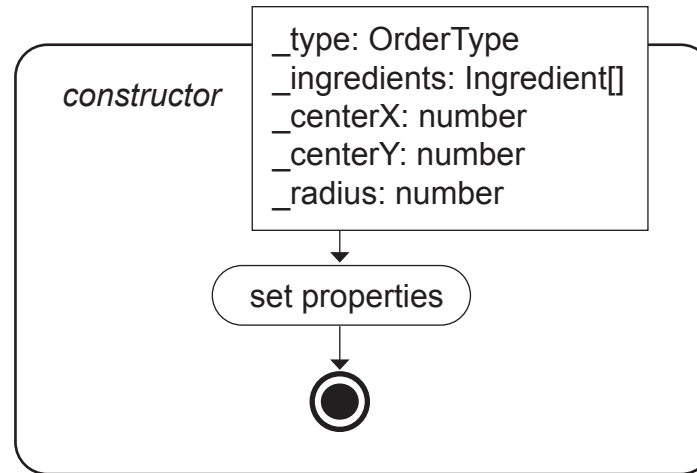 constructor
_type: OrderType
_ingredients: Ingredient[]
_centerX: number
_centerY: number
_radius: number
set properties